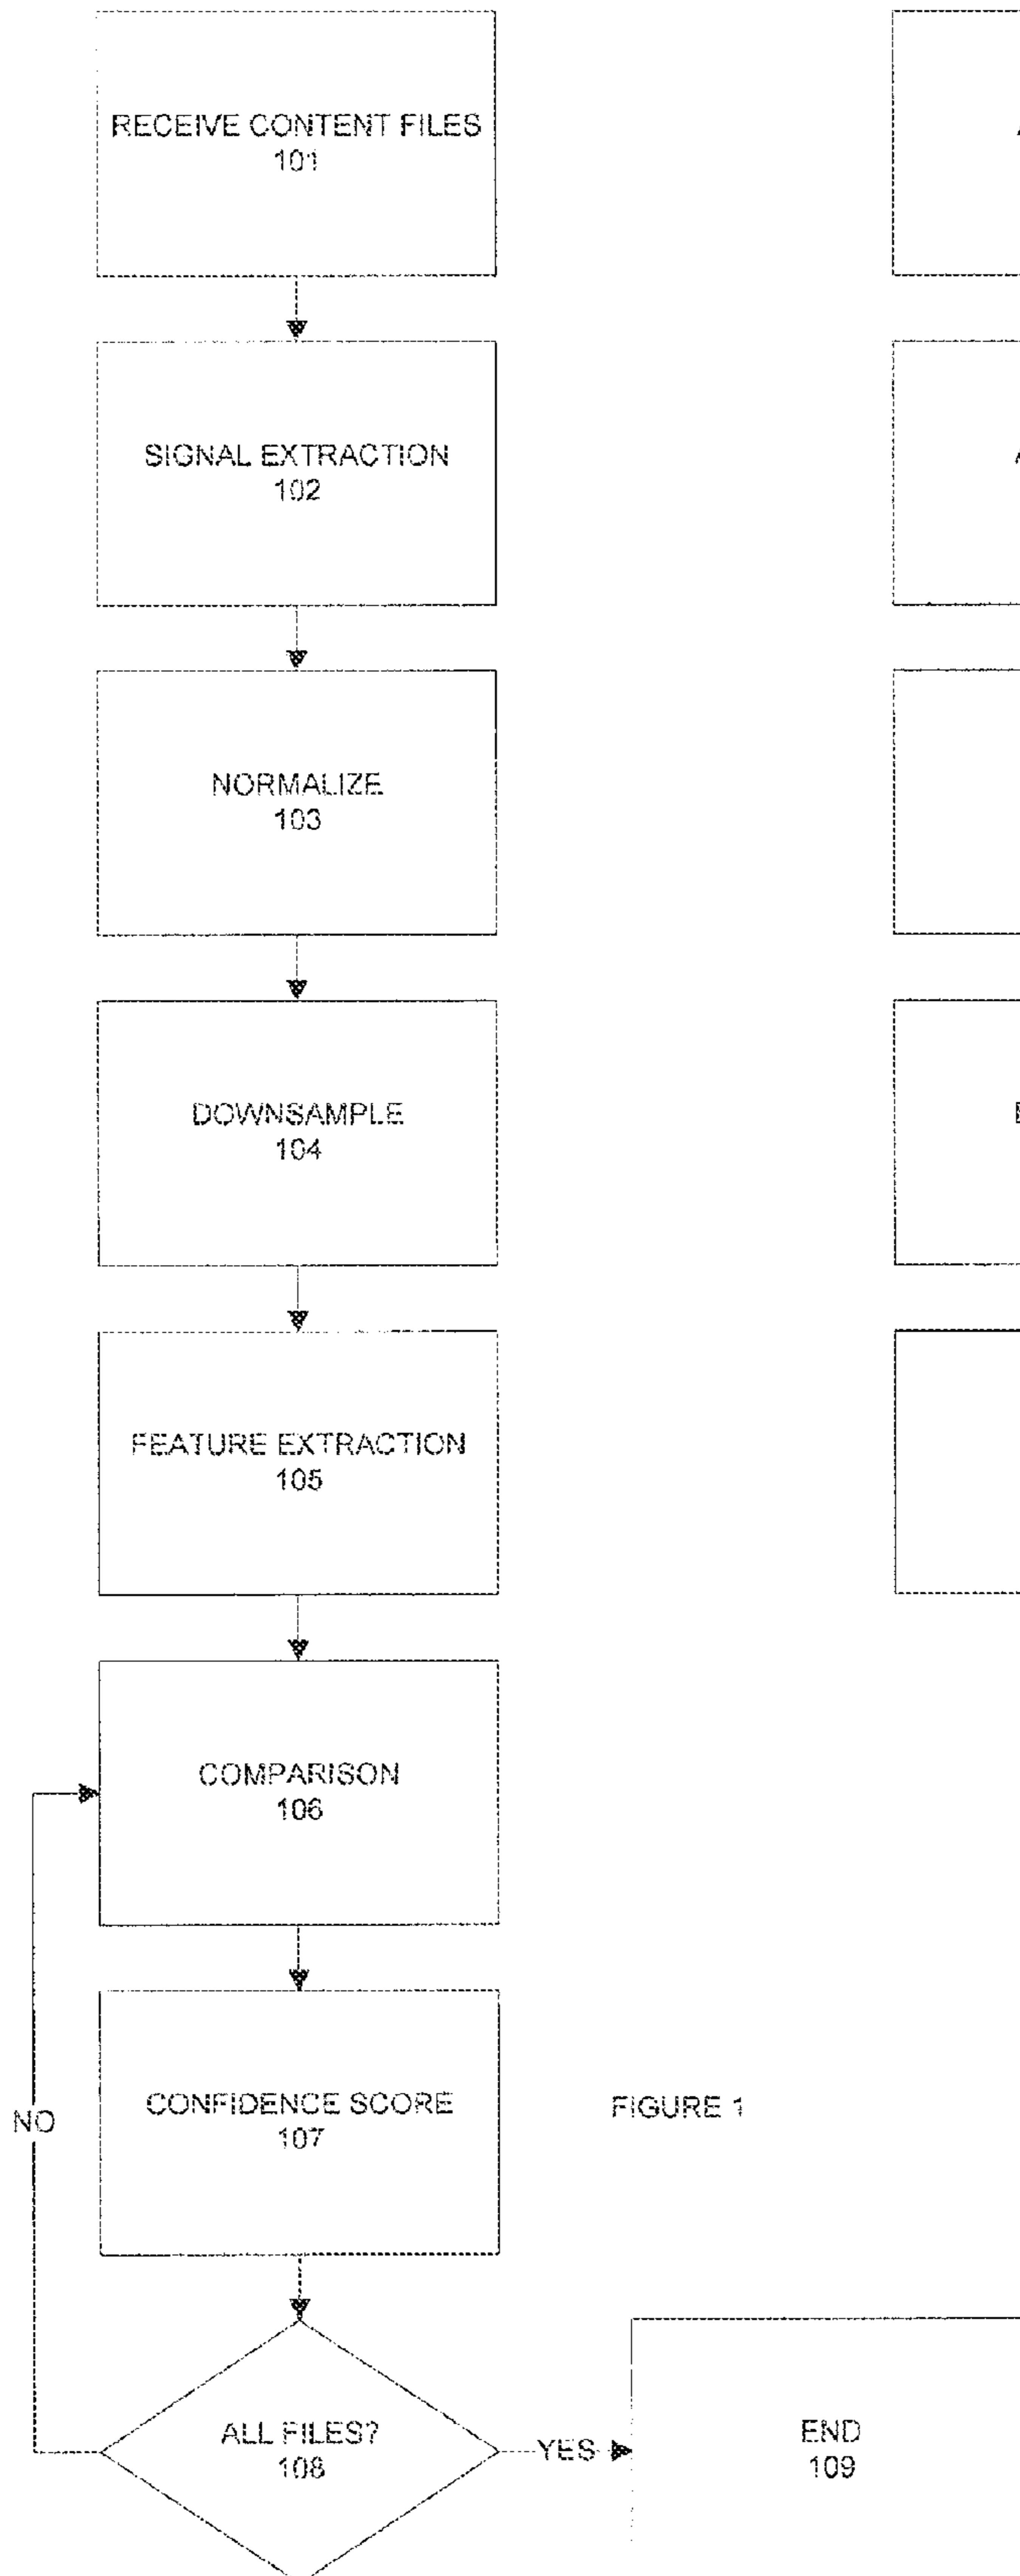 RECEIVE CONTENT FILES
101
SIGNAL EXTRACTION
102
NORMALIZE
103
DOWNSAMPLE
104
FEATURE EXTRACTION
105
COMPARISON
106
CONFIDENCE SCORE
107
NO
FIGURE 1
ALL FILES?
108
YES
END
109